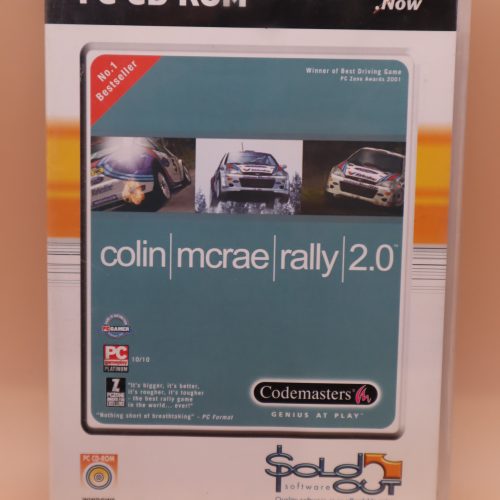 PC CD-ROM
.Now
No.1
Bestseller
Winner of Best Driving Game
PC Zone Awards 2001
colin|mcrae|rally|2.0™
PC GAMER
PC
PLATINUM
10/10
PCZONE
"It's bigger, it's better,
it's rougher, it's tougher
- the best rally game
in the world... ever!"
"Nothing short of breathtaking" - PC Format
Codemasters
GENIUS AT PLAY™
PC CD-ROM
Sold
software
OUT